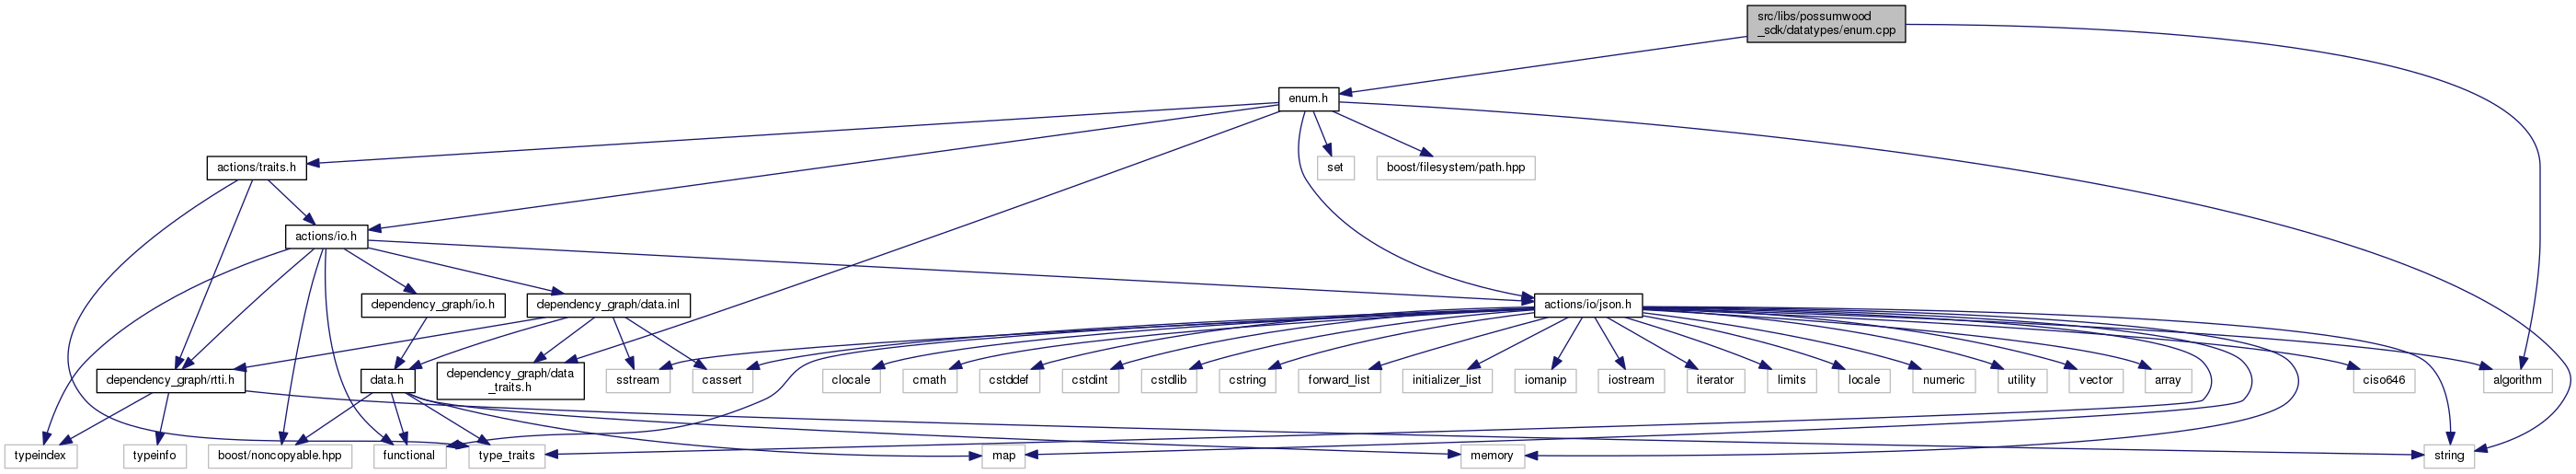 src/libs/possumwood
_sdk/datatypes/enum.cpp
enum.h
actions/traits.h
set
boost/filesystem/path.hpp
actions/io.h
dependency_graph/io.h
dependency_graph/data.inl
actions/io/json.h
dependency_graph/rtti.h
data.h
dependency_graph/data
_traits.h
sstream
cassert
clocale
cmath
cstddef
cstdint
cstdlib
cstring
forward_list
initializer_list
iomanip
iostream
iterator
limits
locale
numeric
utility
vector
array
ciso646
algorithm
typeindex
typeinfo
boost/noncopyable.hpp
functional
type_traits
map
memory
string